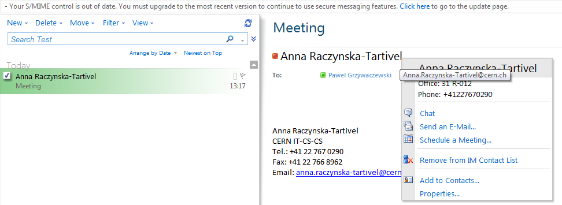 - Your S/MIME control is out of date. You must upgrade to the most recent version to continue to use secure messaging features. Click here to go to the update page.
New Delete Move Filter View
Search Test
Arrange by Date Newest on Top
Today
Anna Raczynska-Tartivel
Meeting 13:17
Meeting
Anna Raczynska-Tartivel
To: Pawel Grzywaczewski
Anna Raczynska-Tartivel
CERN IT-CS-CS
Tel.: +41 22 767 0290
Fax: +41 22 766 8962
Email: anna.raczynska-tartivel@cern
Anna Raczynska-Tartivel
Anna.Raczynska-Tartivel@cern.ch
Office: 31 R-012
Phone: +41227670290
Chat
Send an E-Mail...
Schedule a Meeting...
Remove from IM Contact List
Add to Contacts...
Properties...